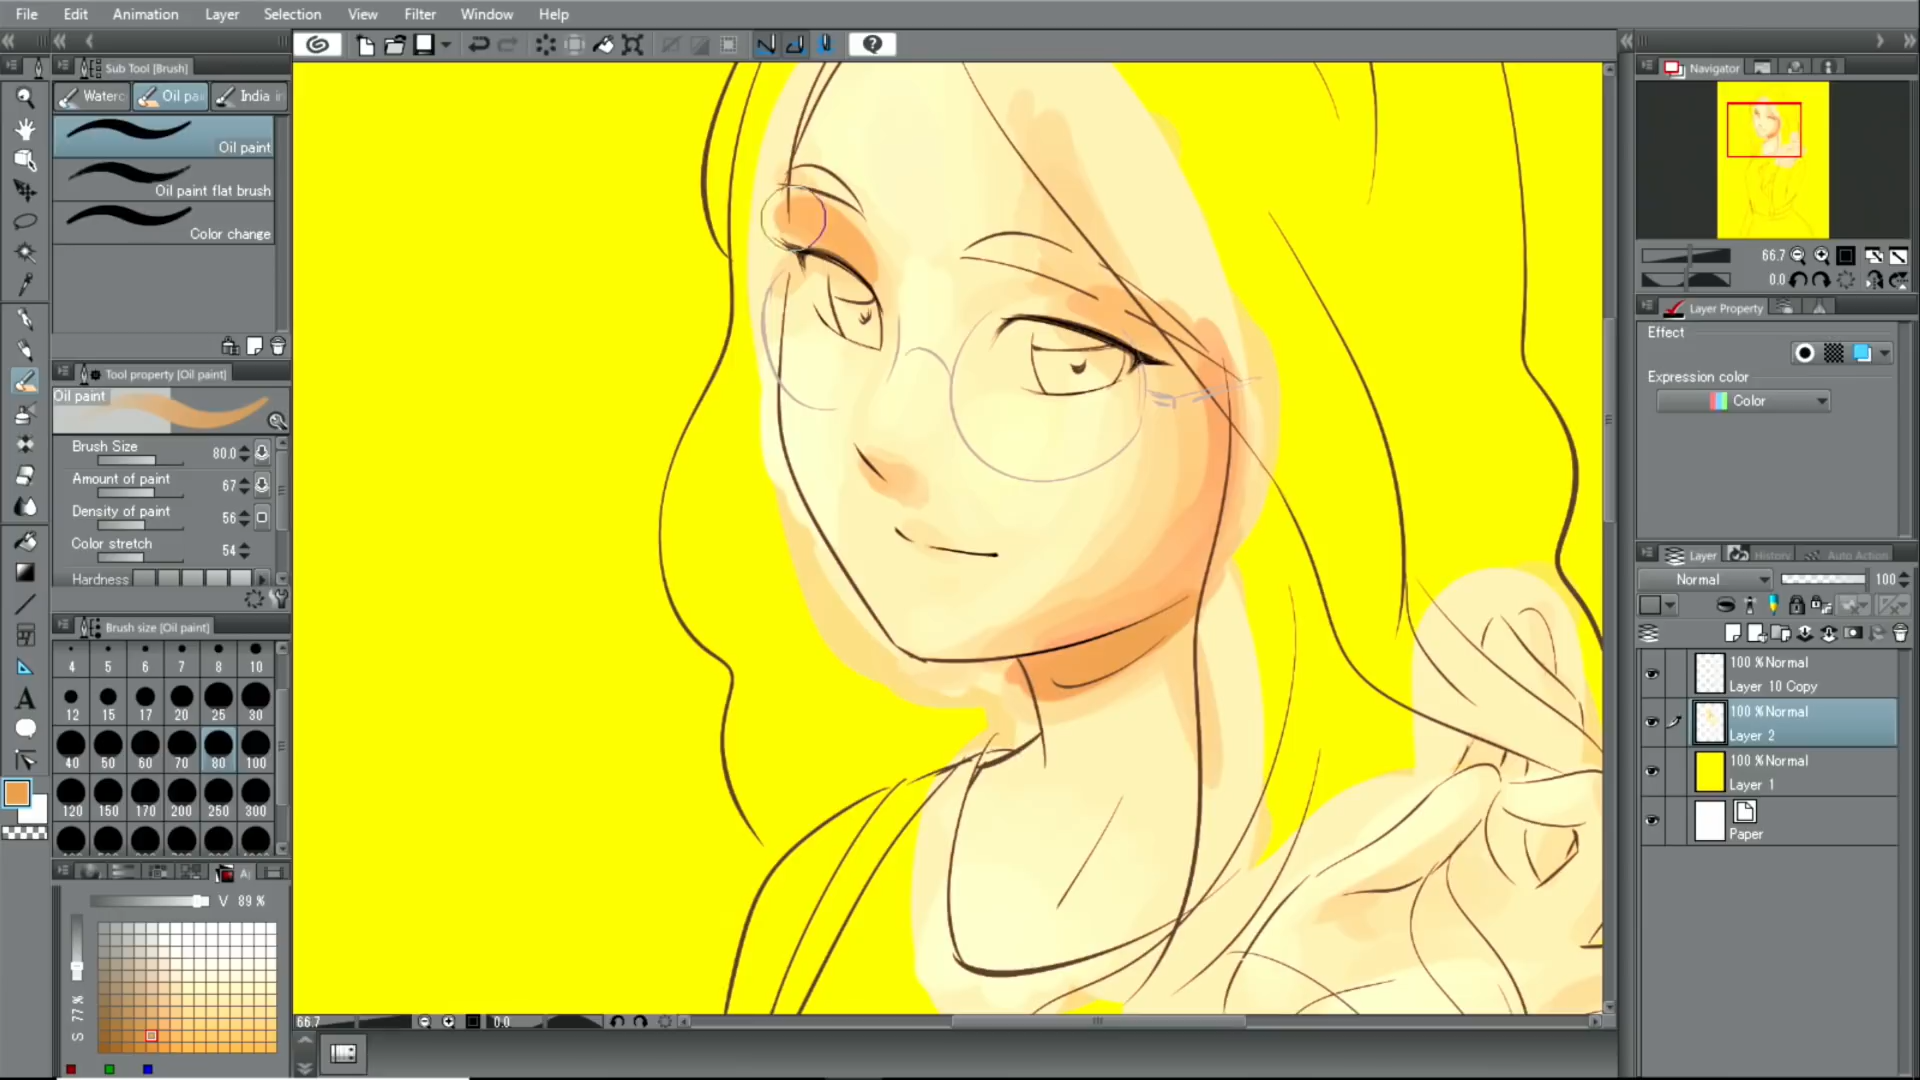 File Edit Animation Layer Selection View Filter Window Help
Sub Tool [Brush]
Waterc Oil pai India in
Oil paint
Oil paint flat brush
Color change
Tool property [Oil paint]
Oil paint
Brush Size 80.0
Amount of paint 67
Density of paint 56
Color stretch 54
Hardness
Brush size [Oil paint]
4 5 6 7 8 10
12 15 17 20 25 30
40 50 60 70 80 100
120 150 170 200 250 300
V 89 %
S 77 %
66.7 0.0
Navigator
66.7
0.0
Layer Property
Effect
Expression color
Color
Layer History Auto Action
Normal 100
100 % Normal
Layer 10 Copy
100 % Normal
Layer 2
100 % Normal
Layer 1
Paper